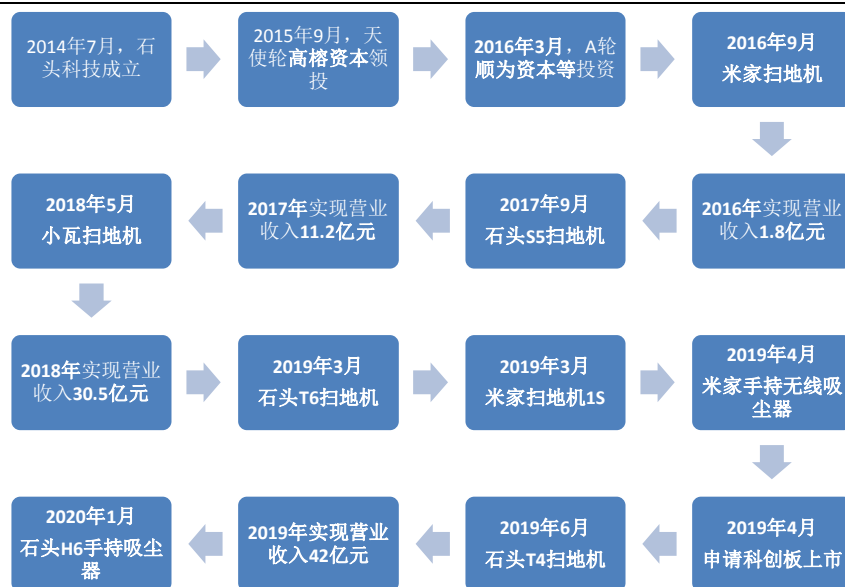 2014年7月，石
头科技成立
2015年9月，天
使轮高榕资本领
投
2016年3月，A轮
顺为资本等投资
2016年9月
米家扫地机
2016年实现营业
收入1.8亿元
2017年9月
石头S5扫地机
2017年实现营业
收入11.2亿元
2018年5月
小瓦扫地机
2018年实现营业
收入30.5亿元
2019年3月
石头T6扫地机
2019年3月
米家扫地机1S
2019年4月
米家手持无线吸
尘器
2019年4月
申请科创板上市
2019年6月
石头T4扫地机
2019年实现营业
收入42亿元
2020年1月
石头H6手持吸尘
器